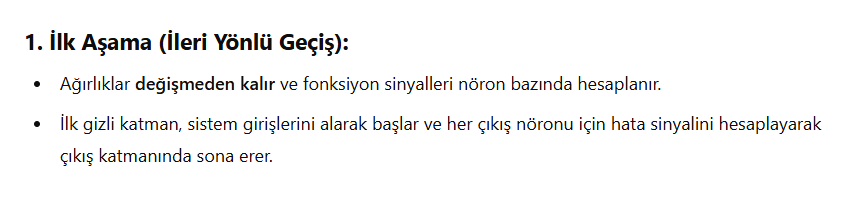 1. İlk Aşama (İleri Yönlü Geçiş):
• Ağırlıklar değişmeden kalır ve fonksiyon sinyalleri nöron bazında hesaplanır.
• İlk gizli katman, sistem girişlerini alarak başlar ve her çıkış nöronu için hata sinyalini hesaplayarak
çıkış katmanında sona erer.